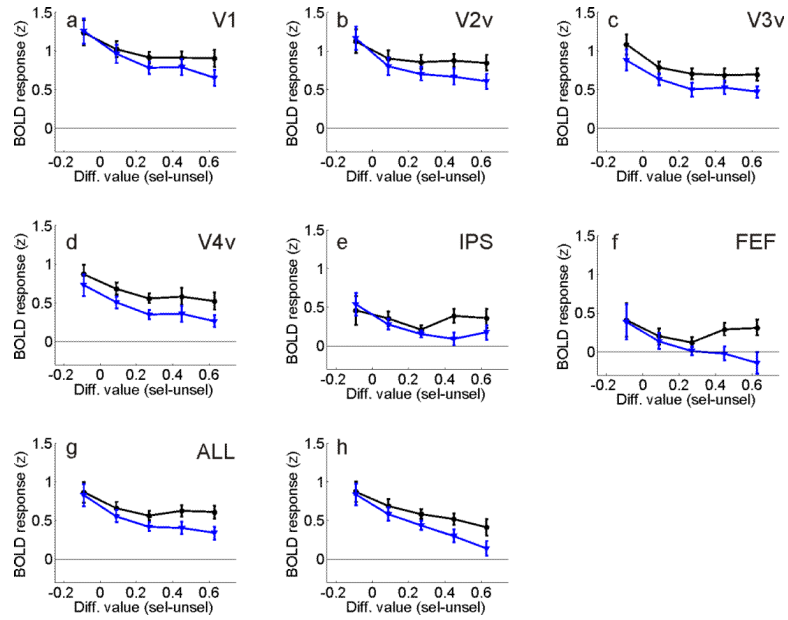 a V1
1.5
1
0.5
0
BOLD response (z)
-0.2 0 0.2 0.4 0.6
Diff. value (sel-unsel)
b V2v
1.5
1
0.5
0
BOLD response (z)
-0.2 0 0.2 0.4 0.6
Diff. value (sel-unsel)
c V3v
1.5
1
0.5
0
BOLD response (z)
-0.2 0 0.2 0.4 0.6
Diff. value (sel-unsel)
d V4v
1.5
1
0.5
0
BOLD response (z)
-0.2 0 0.2 0.4 0.6
Diff. value (sel-unsel)
e IPS
1.5
1
0.5
0
BOLD response (z)
-0.2 0 0.2 0.4 0.6
Diff. value (sel-unsel)
f FEF
1.5
1
0.5
0
BOLD response (z)
-0.2 0 0.2 0.4 0.6
Diff. value (sel-unsel)
g ALL
1.5
1
0.5
0
BOLD response (z)
-0.2 0 0.2 0.4 0.6
Diff. value (sel-unsel)
h
1.5
1
0.5
0
BOLD response (z)
-0.2 0 0.2 0.4 0.6
Diff. value (sel-unsel)